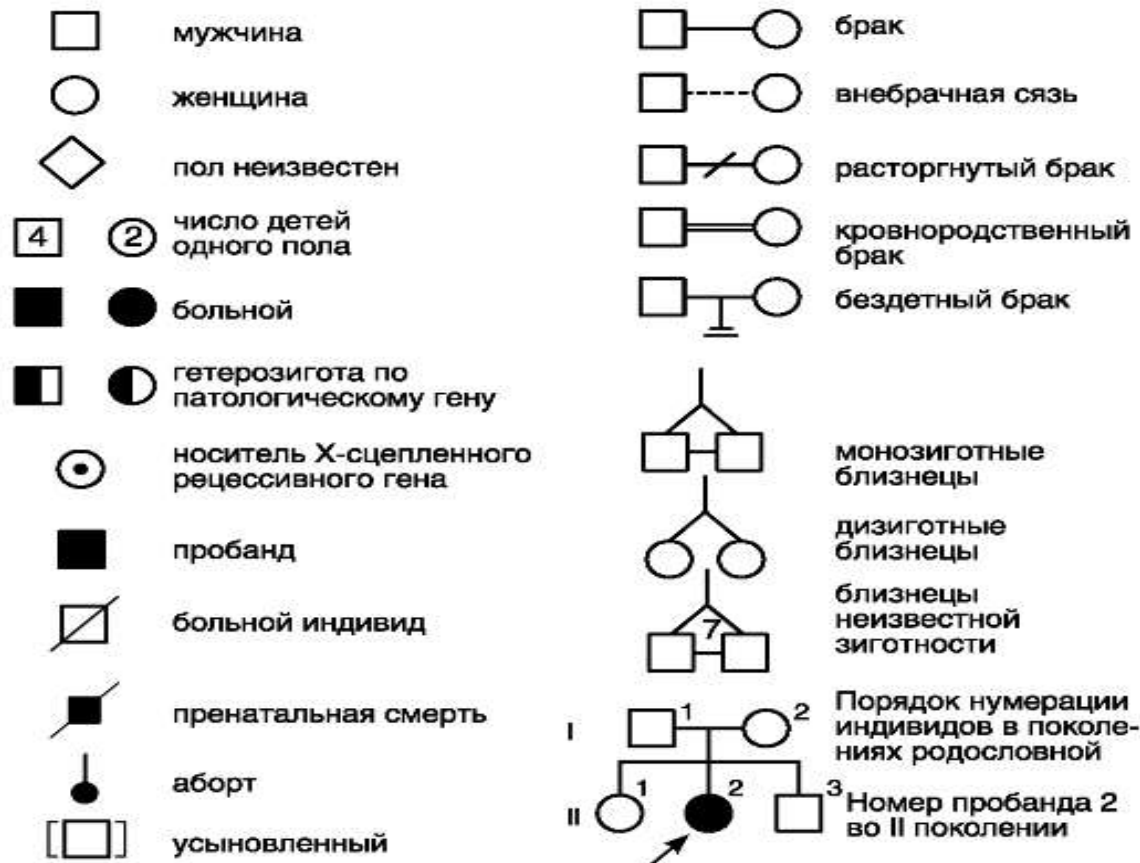 мужчина
женщина
пол неизвестен
4 2 число детей
одного пола
больной
гетерозигота по
патологическому гену
носитель Х-сцепленного
рецессивного гена
пробанд
больной индивид
пренатальная смерть
аборт
усыновленный
брак
внебрачная сязь
расторгнутый брак
кровнородственный
брак
бездетный брак
монозиготные
близнецы
дизиготные
близнецы
близнецы
неизвестной
зиготности
7
I 1 2
Порядок нумерации
индивидов в поколе-
ниях родословной
II 1 2 3
Номер пробанда 2
во II поколении